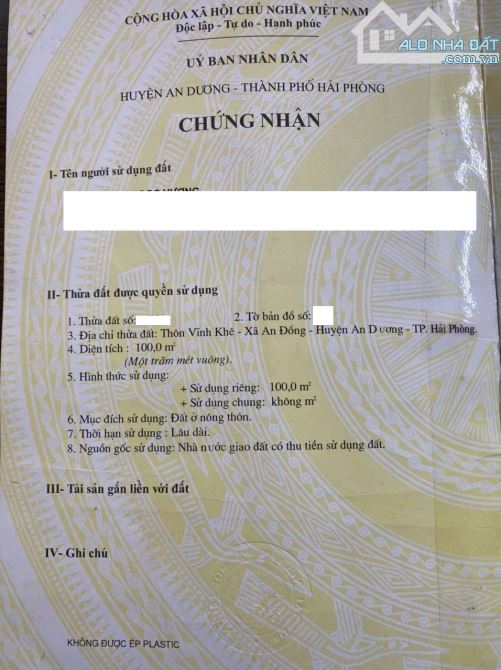 CỘNG HÒA XÃ HỘI CHỦ NGHĨA VIỆT NAM
Độc lập - Tự do - Hạnh phúc
ALO NHÀ ĐẤT
.com.vn
UỶ BAN NHÂN DÂN
HUYỆN AN DƯƠNG - THÀNH PHỐ HẢI PHÒNG
CHỨNG NHẬN
I- Tên người sử dụng đất
II- Thửa đất được quyền sử dụng
1. Thửa đất số:
2. Tờ bản đồ số:
3. Địa chỉ thửa đất: Thôn Vĩnh Khê - Xã An Đồng - Huyện An Dương - TP. Hải Phòng.
4. Diện tích : 100,0 m²
(Một trăm mét vuông).
5. Hình thức sử dụng:
+ Sử dụng riêng: 100,0 m²
+ Sử dụng chung: không m²
6. Mục đích sử dụng: Đất ở nông thôn.
7. Thời hạn sử dụng : Lâu dài.
8. Nguồn gốc sử dụng: Nhà nước giao đất có thu tiền sử dụng đất.
III- Tài sản gắn liền với đất
IV- Ghi chú
KHÔNG ĐƯỢC ÉP PLASTIC